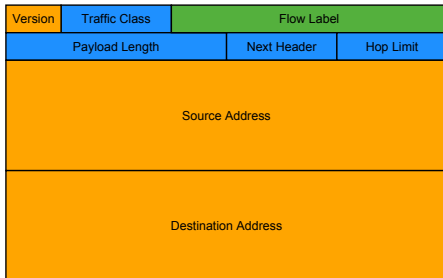 Version Traffic Class Flow Label
Payload Length Next Header Hop Limit
Source Address
Destination Address